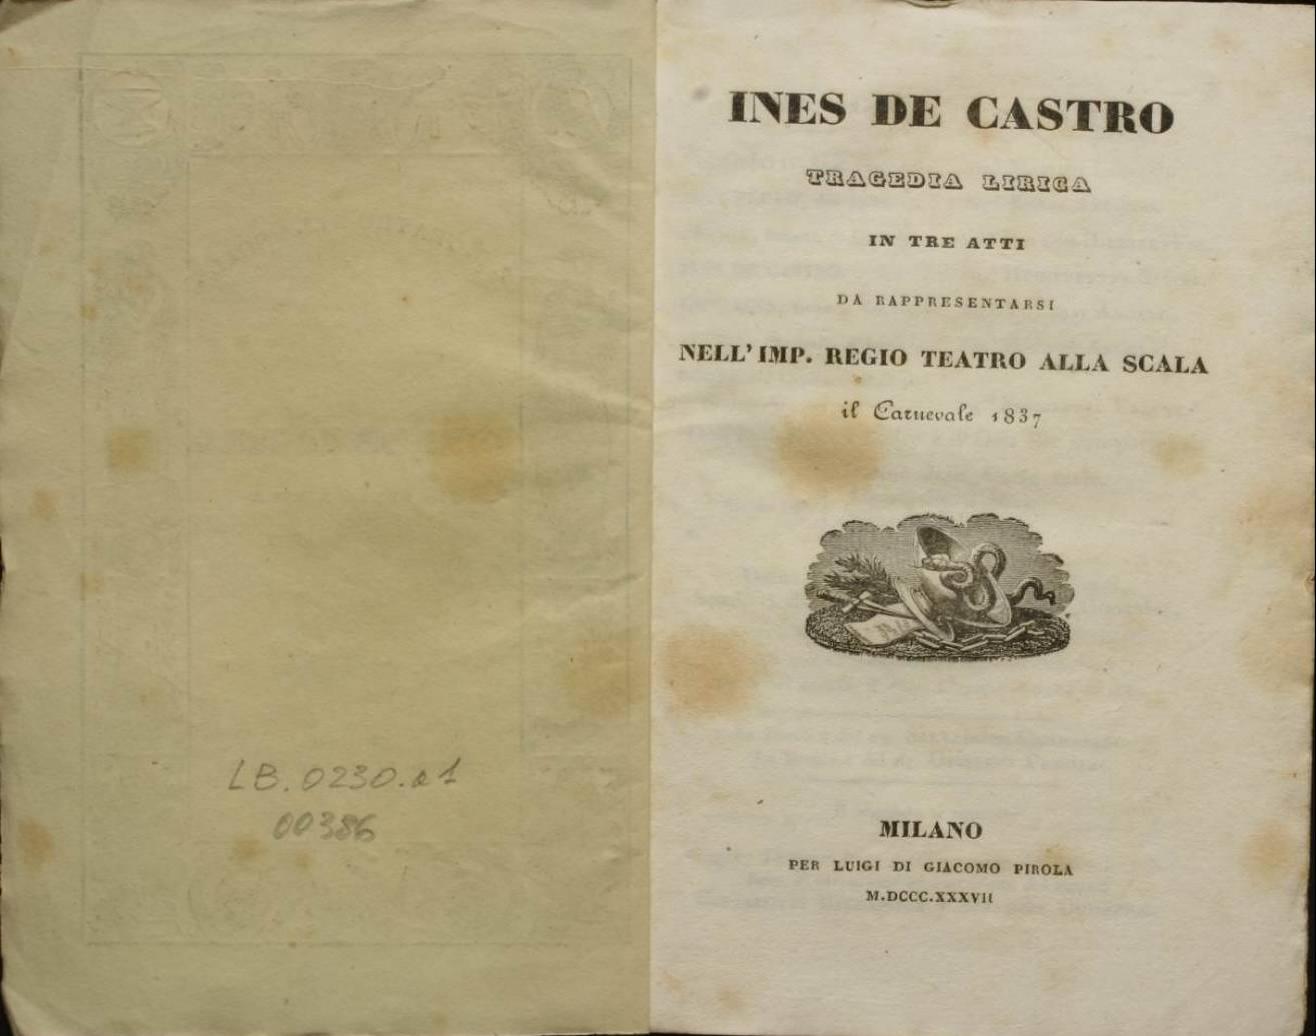 LB.0230.a1
00386
INES DE CASTRO
TRAGEDIA LIRICA
IN TRE ATTI
DA RAPPRESENTARSI
NELL' IMP. REGIO TEATRO ALLA SCALA
il Carnevale 1837
MILANO
PER LUIGI DI GIACOMO PIROLA
M.DCCC.XXXVII